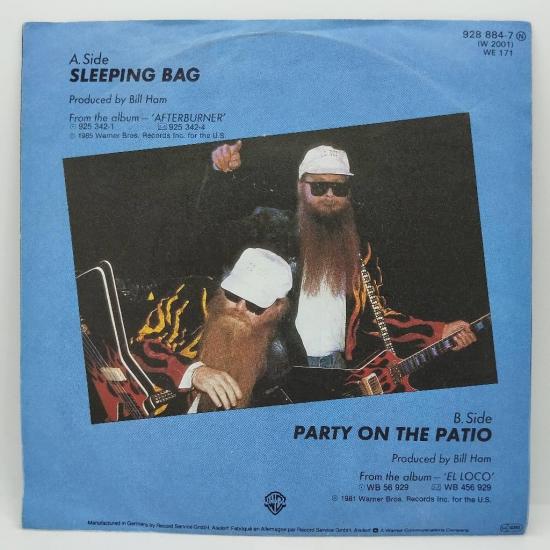 928 884-7 Ⓝ
(W 2001)
WE 171
A. Side
SLEEPING BAG
Produced by Bill Ham
From the album – 'AFTERBURNER'
925 342-1 925 342-4
℗ 1985 Warner Bros. Records Inc. for the U.S.
B. Side
PARTY ON THE PATIO
Produced by Bill Ham
From the album – 'EL LOCO'
WB 56 929 WB 456 929
℗ 1981 Warner Bros. Records Inc. for the U.S.
Manufactured in Germany by Record Service GmbH, Alsdorf. Fabriqué en Allemagne par Record Service GmbH, Alsdorf. A Warner Communications Company.